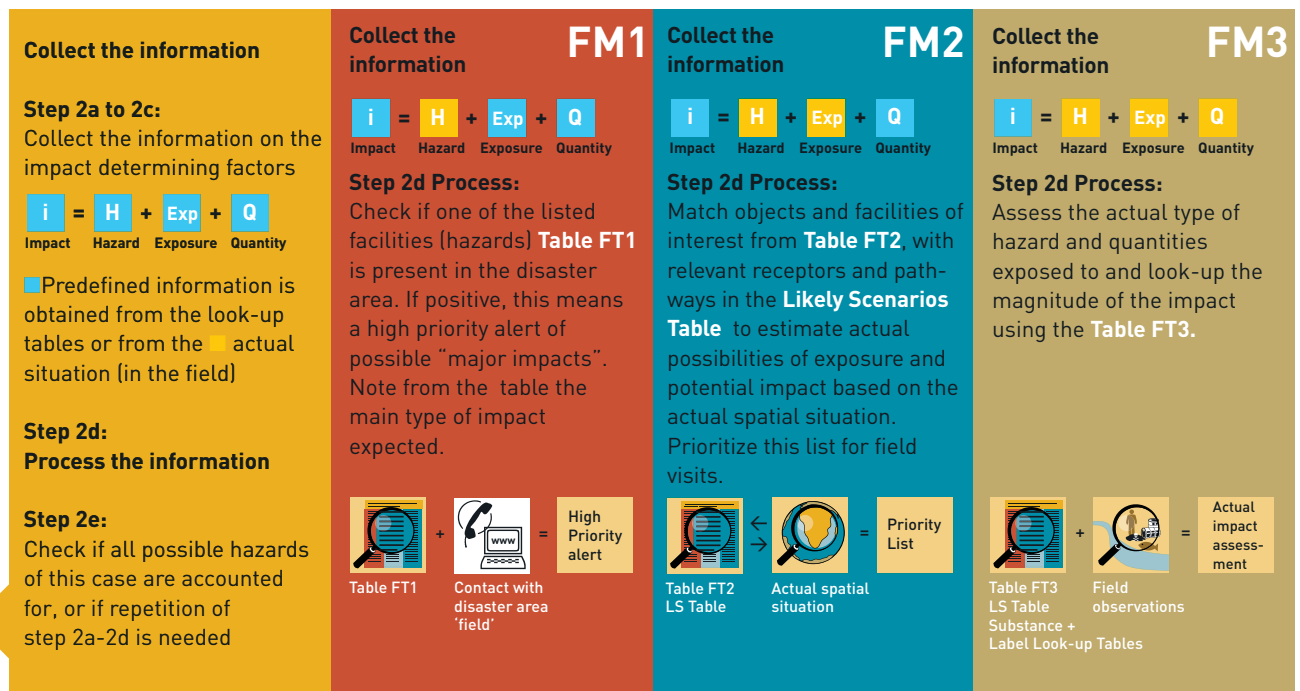 Collect the information
Step 2a to 2c:
Collect the information on the
impact determining factors
i = H + Exp + Q
Impact Hazard Exposure Quantity
Predefined information is
obtained from the look-up
tables or from the actual
situation (in the field)
Step 2d:
Process the information
Step 2e:
Check if all possible hazards
of this case are accounted
for, or if repetition of
step 2a-2d is needed
Collect the
information
FM1
i = H + Exp + Q
Impact Hazard Exposure Quantity
Step 2d Process:
Check if one of the listed
facilities (hazards) Table FT1
is present in the disaster
area. If positive, this means
a high priority alert of
possible “major impacts”.
Note from the table the
main type of impact
expected.
+ www =
High
Priority
alert
Table FT1
Contact with
disaster area
‘field’
Collect the
information
FM2
i = H + Exp + Q
Impact Hazard Exposure Quantity
Step 2d Process:
Match objects and facilities of
interest from Table FT2, with
relevant receptors and path-
ways in the Likely Scenarios
Table to estimate actual
possibilities of exposure and
potential impact based on the
actual spatial situation.
Prioritize this list for field
visits.
=
Priority
List
Table FT2
LS Table
Actual spatial
situation
Collect the
information
FM3
i = H + Exp + Q
Impact Hazard Exposure Quantity
Step 2d Process:
Assess the actual type of
hazard and quantities
exposed to and look-up the
magnitude of the impact
using the Table FT3.
+ =
Actual
impact
assess-
ment
Table FT3
LS Table
Substance +
Label Look-up Tables
Field
observations